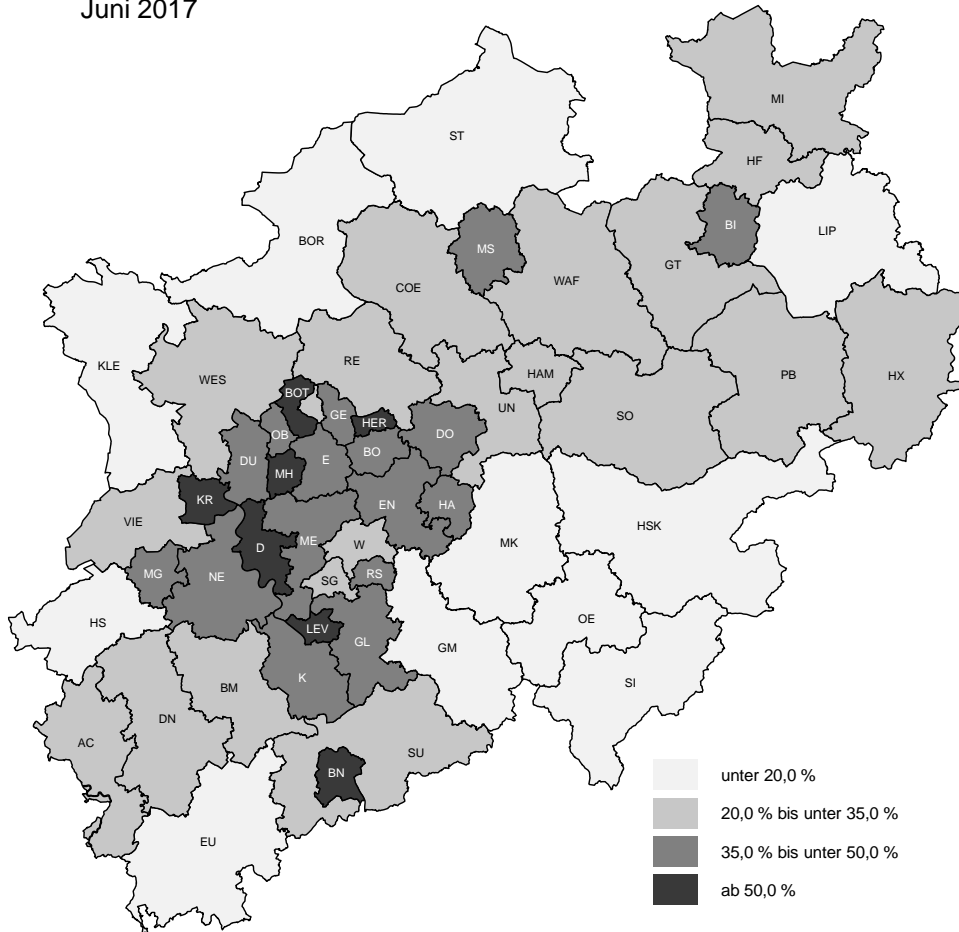 Juni 2017
MI
ST
HF
BI
LIP
BOR
MS
GT
WAF
COE
KLE
RE
WES
HAM
PB
HX
BOT
UN
SO
GE
HER
OB
DO
BO
E
DU
MH
KR
EN
HA
VIE
HSK
ME
W
MK
D
MG
NE
SG
RS
HS
OE
LEV
GL
GM
K
SI
BM
DN
AC
SU
BN
unter 20,0 %
20,0 % bis unter 35,0 %
EU
35,0 % bis unter 50,0 %
ab 50,0 %